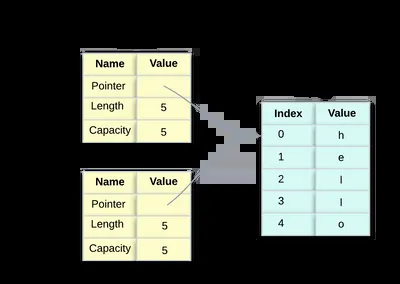 Name Value
Pointer
Length 5
Capacity 5
Name Value
Pointer
Length 5
Capacity 5
Index Value
0 h
1 e
2 l
3 l
4 o